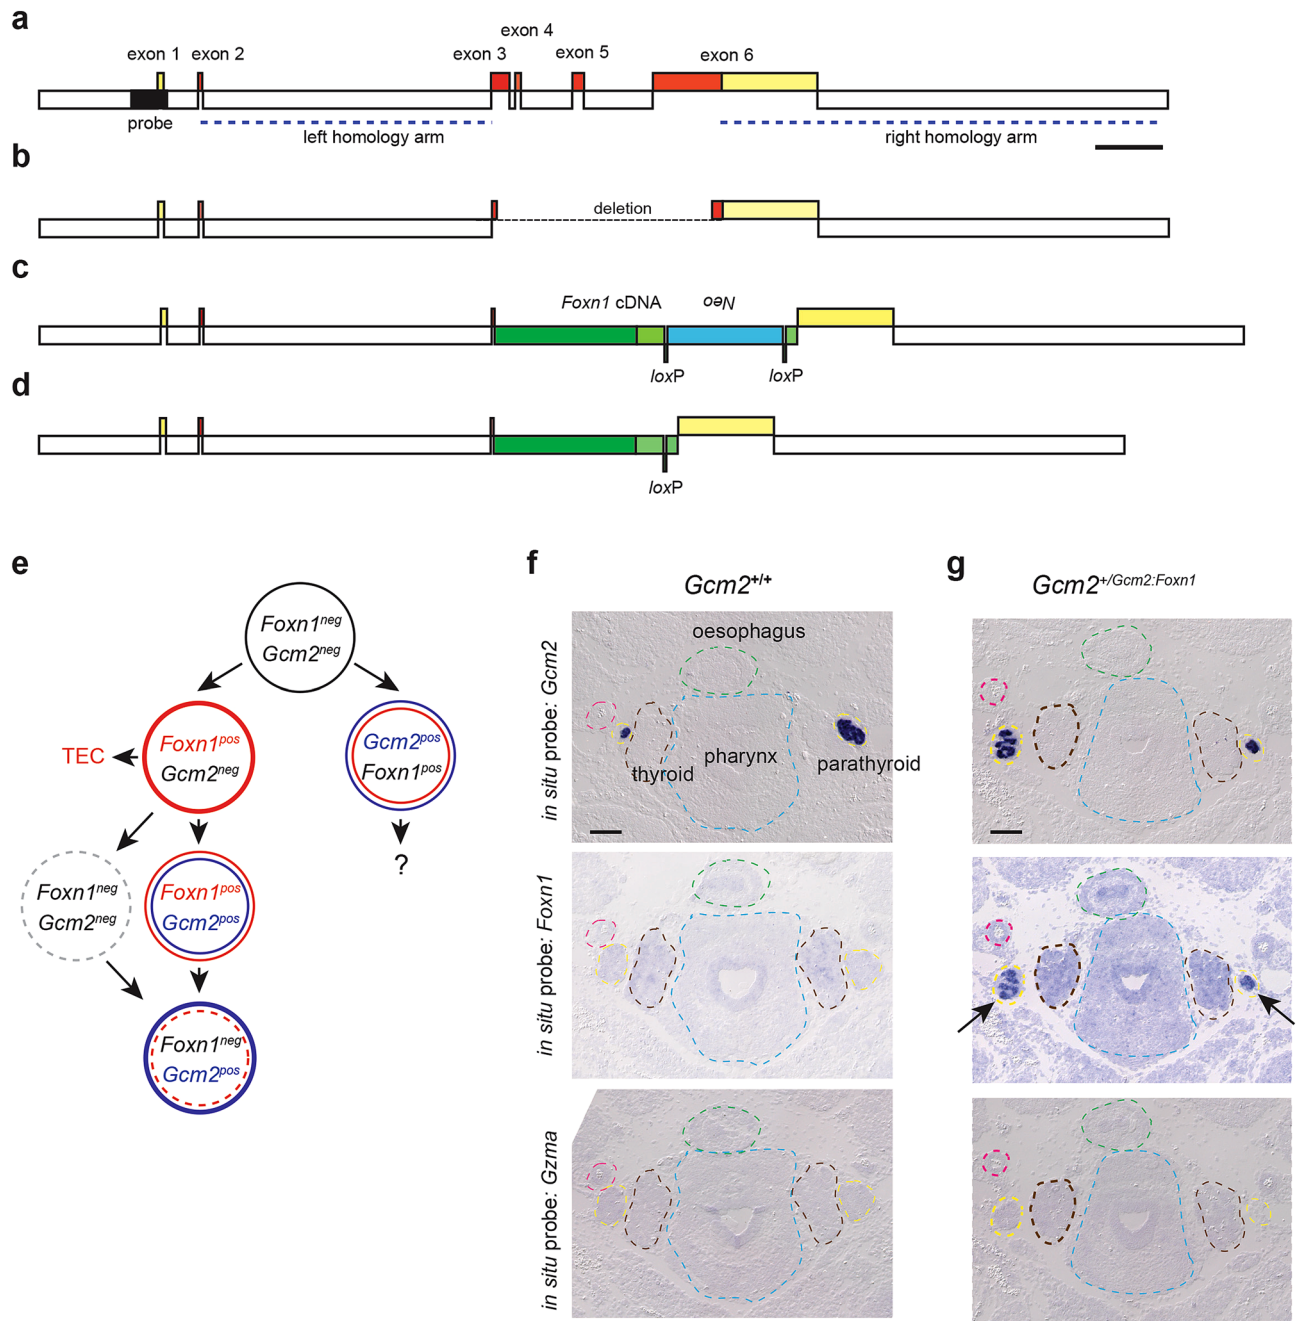 a
exon 1
exon 2
exon 3
exon 4
exon 5
exon 6
probe
left homology arm
right homology arm
b
deletion
c
Foxn1 cDNA
Neo
loxP
loxP
d
loxP
e
Foxn1neg
Gcm2neg
TEC
Foxn1pos
Gcm2neg
Gcm2pos
Foxn1pos
?
Foxn1neg
Gcm2neg
Foxn1pos
Gcm2pos
Foxn1neg
Gcm2pos
f
Gcm2+/+
in situ probe: Gcm2
oesophagus
thyroid
pharynx
parathyroid
in situ probe: Foxn1
in situ probe: Gzma
g
Gcm2+/Gcm2:Foxn1